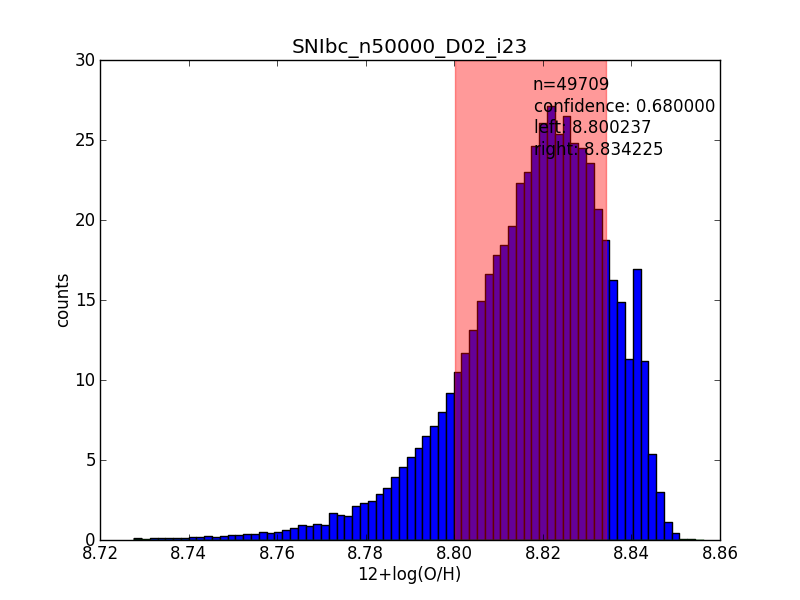 SNIbc_n50000_D02_i23
n=49709
confidence: 0.680000
left: 8.800237
right: 8.834225
30
25
20
15
10
5
0
counts
8.72 8.74 8.76 8.78 8.80 8.82 8.84 8.86
12+log(O/H)